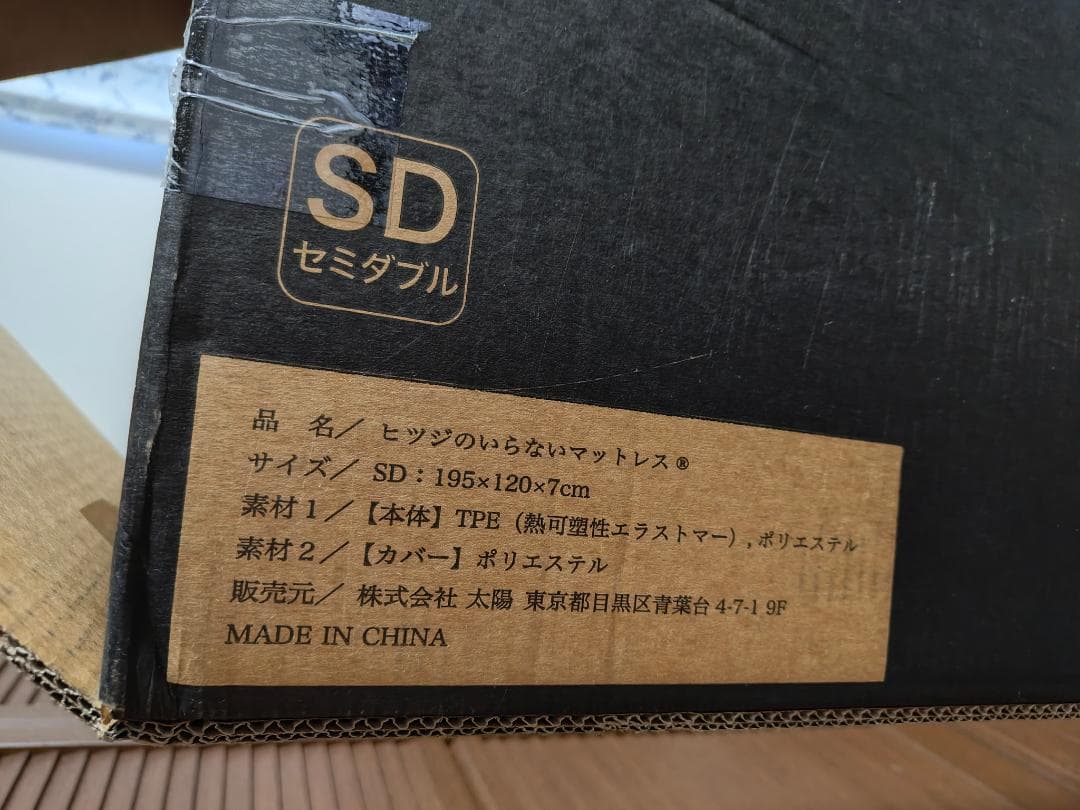 SD
セミダブル
品 名／ ヒツジのいらないマットレス®
サイズ／ SD：195×120×7cm
素材1／【本体】TPE（熱可塑性エラストマー）,ポリエステル
素材2／【カバー】ポリエステル
販売元／ 株式会社 太陽 東京都目黒区青葉台4-7-1 9F
MADE IN CHINA